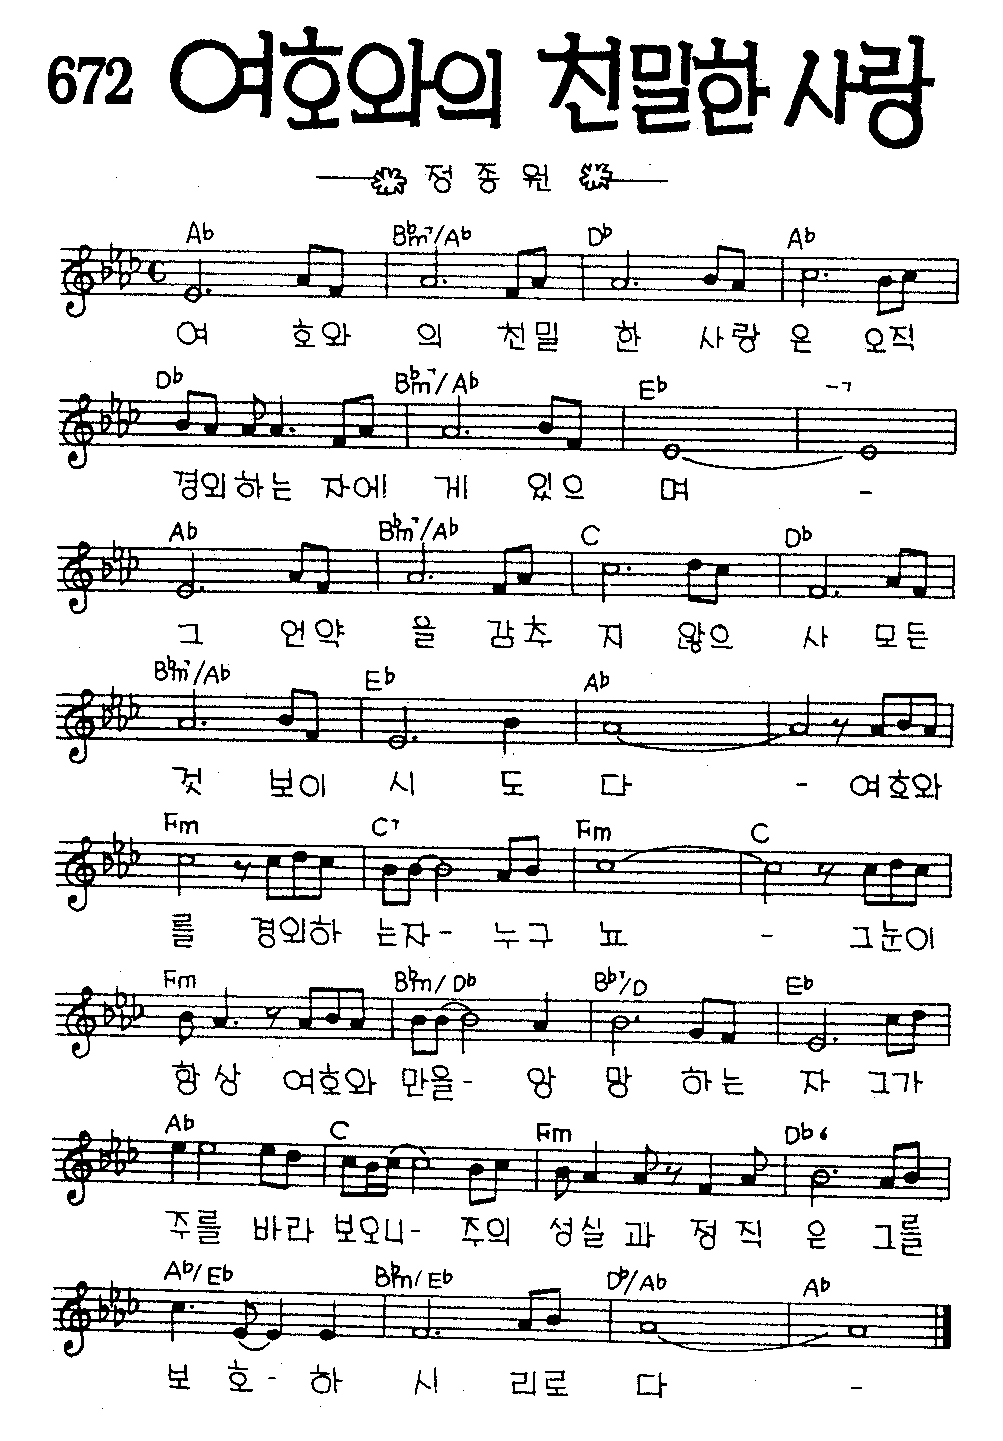 672 여호와의 친밀한 사랑
정종원
Ab Bbm7/Ab Db Ab
여 호와 의 친밀 한 사랑 은 오직
Db Bbm7/Ab Eb -7
경외하는 자에게 있으 며 -
Ab Bbm7/Ab C Db
그 언약 을 감추 지 않으 사 모든
Bbm7/Ab Eb Ab
것 보이 시 도 다 - 여호와
Fm C7 Fm C
를 경외하 는자- 누구 뇨 - 그눈이
Fm Bbm/Db Bb7/D Eb
항상 여호와 만을- 앙 망 하는 자 그가
Ab C Fm Db6
주를 바라 보오니- 주의 성실 과 정직 은 그를
Ab/Eb Bbm/Eb Db/Ab Ab
보 호- 하 시 리로 다 -